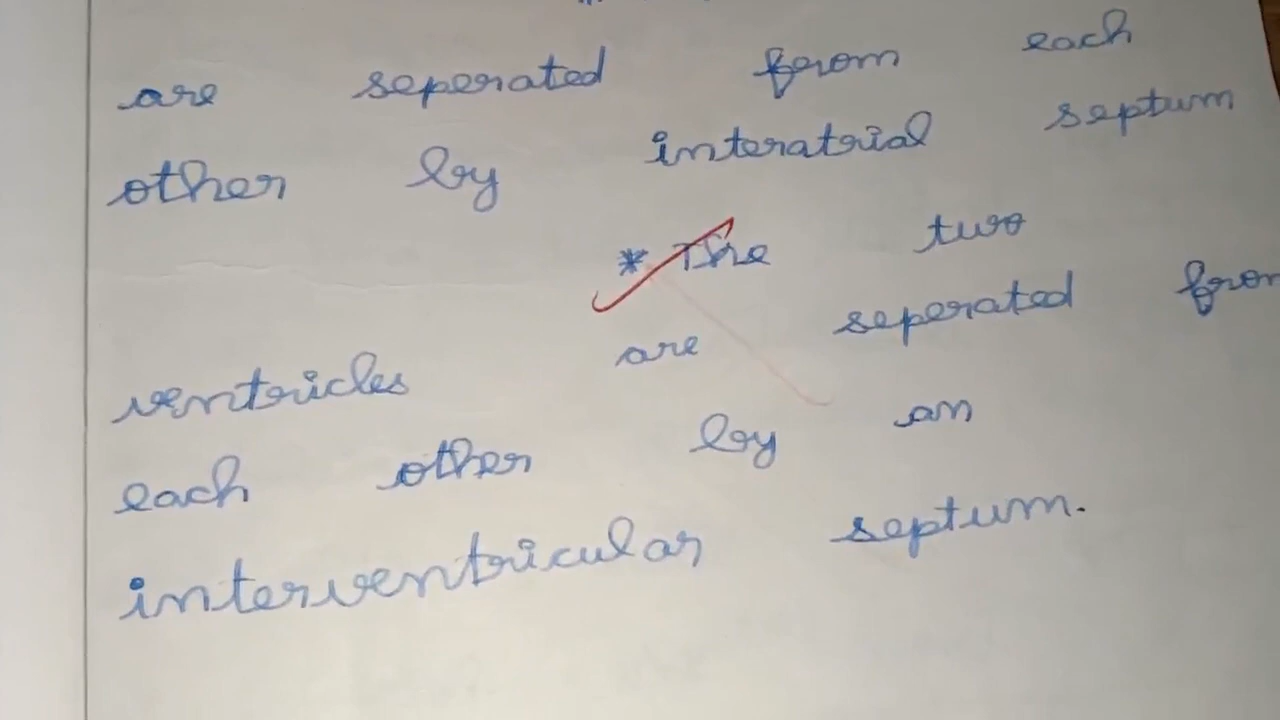 are seperated from each
other by interatrial septum
* The two
ventricles are seperated from
each other by an
interventricular septum.